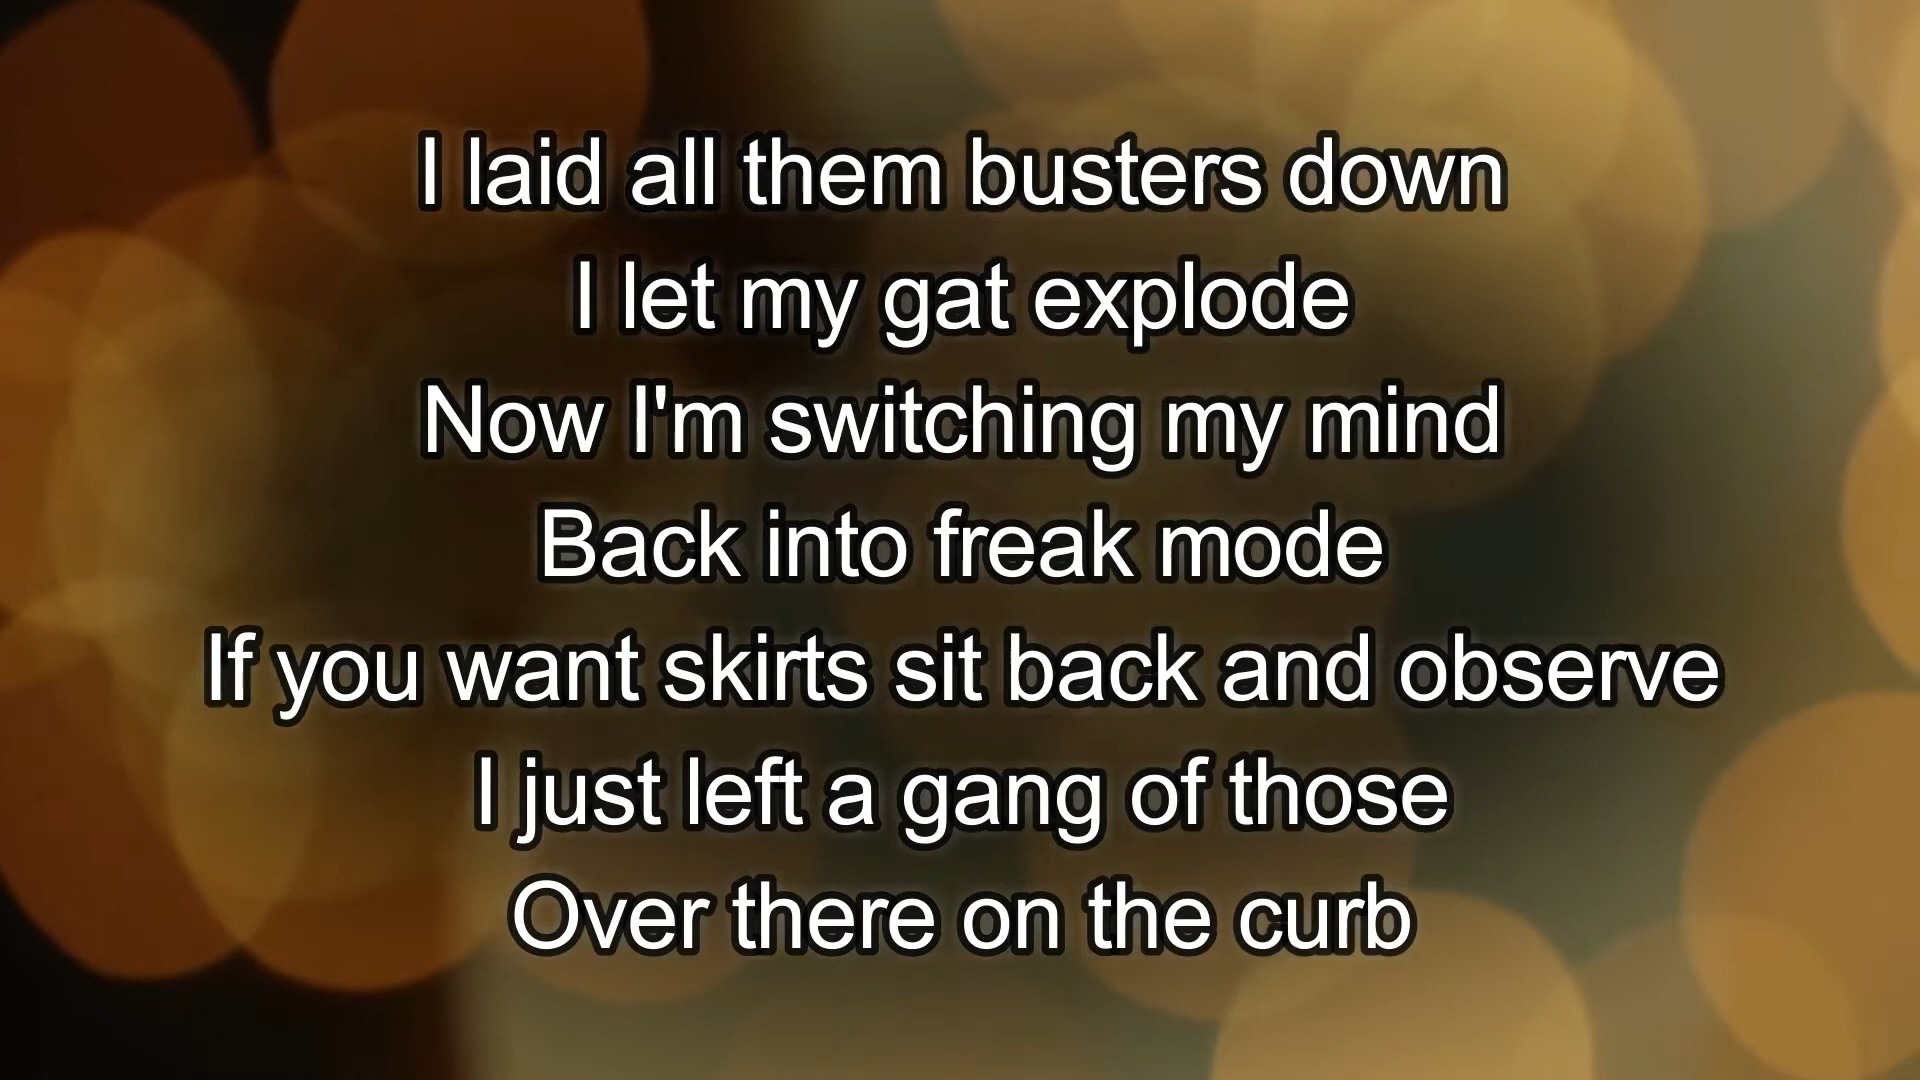 I laid all them busters down
I let my gat explode
Now I'm switching my mind
Back into freak mode
If you want skirts sit back and observe
I just left a gang of those
Over there on the curb